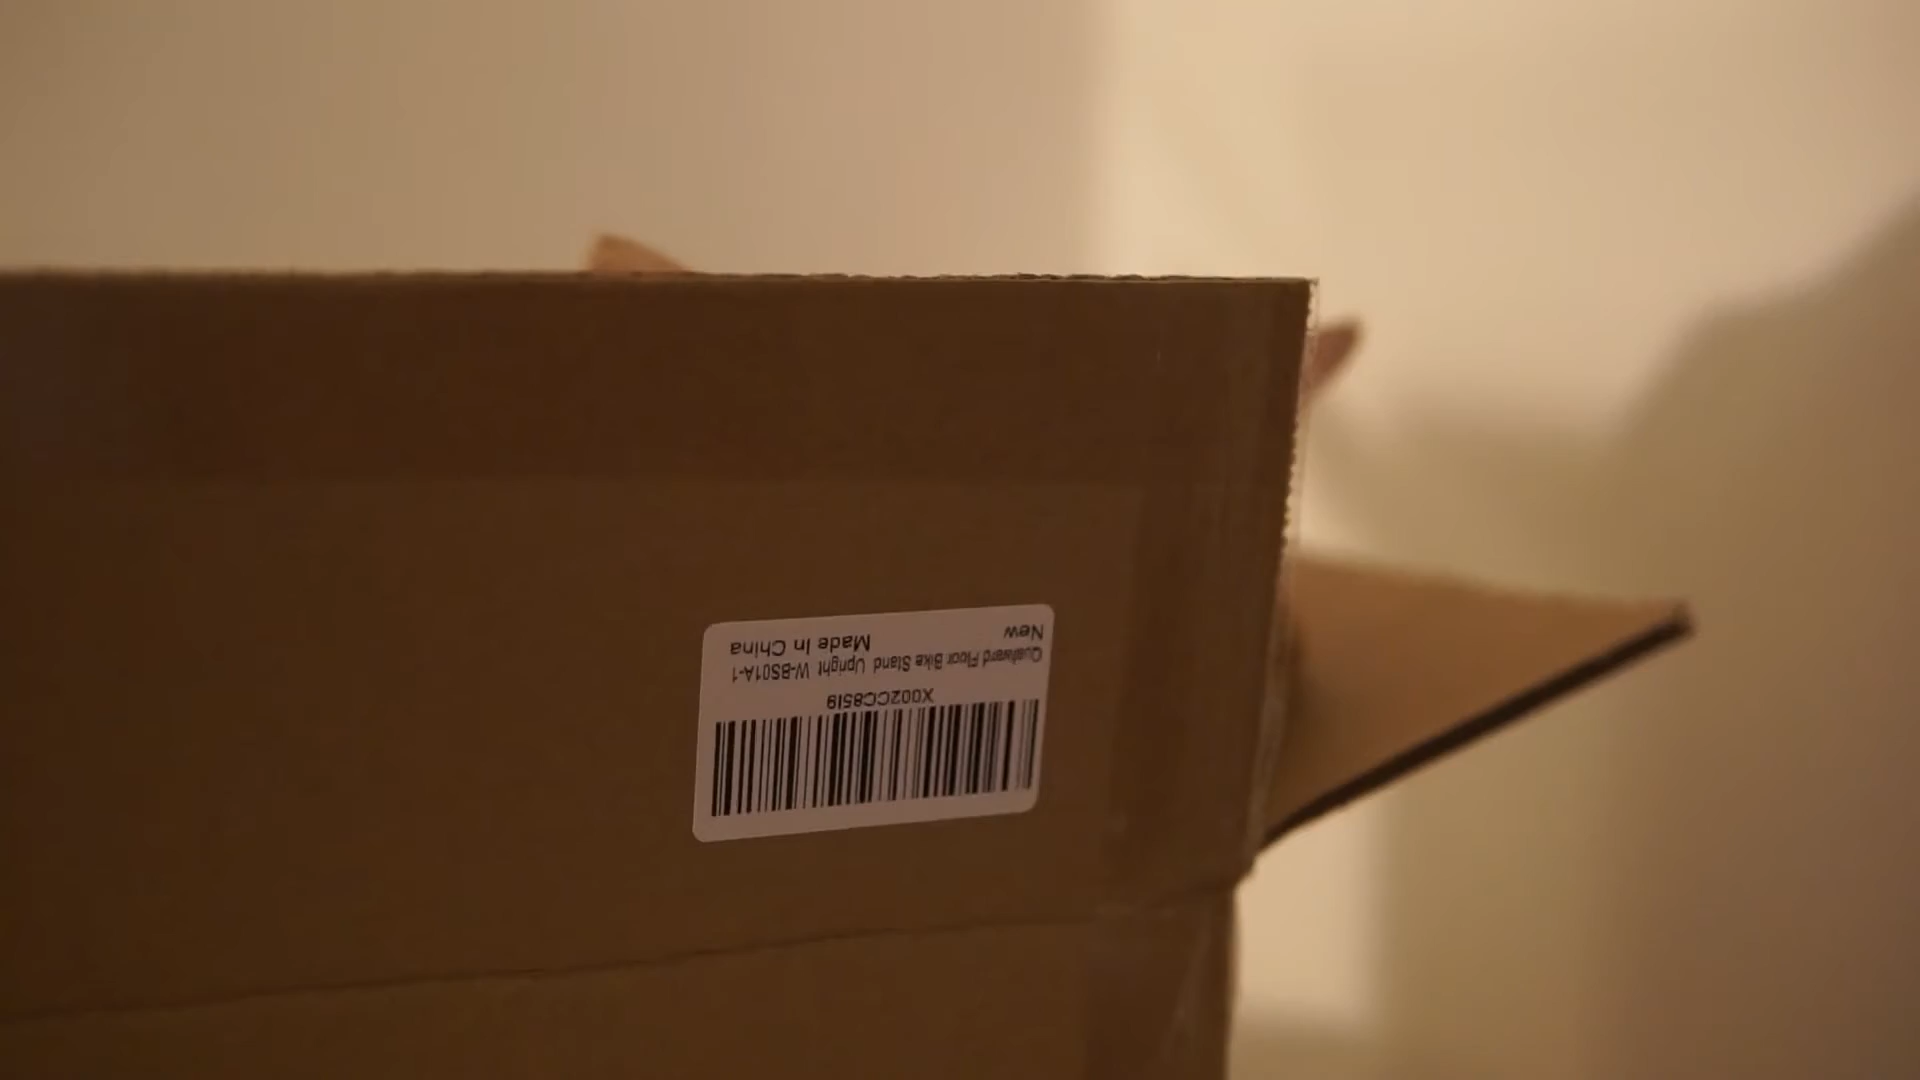 X002CC85I9
Qualward Floor Bike Stand Upright W-BS01A-1
New
Made In China